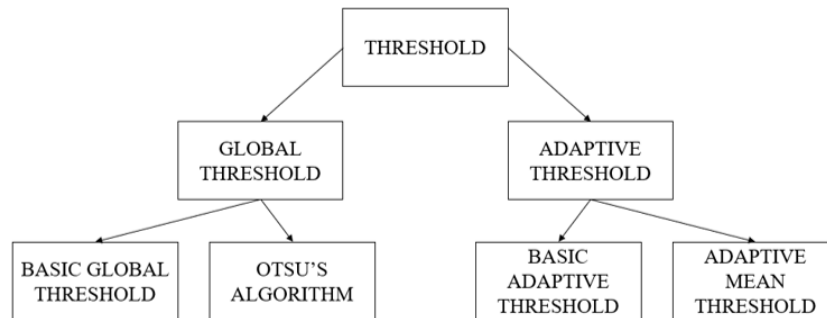 THRESHOLD
GLOBAL
THRESHOLD
ADAPTIVE
THRESHOLD
BASIC GLOBAL
THRESHOLD
OTSU'S
ALGORITHM
BASIC
ADAPTIVE
THRESHOLD
ADAPTIVE
MEAN
THRESHOLD